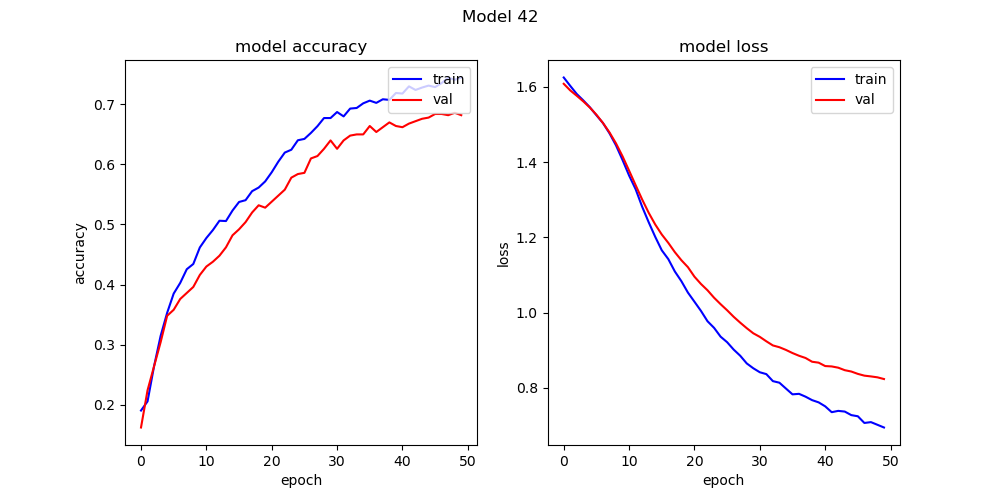 Model 42
model accuracy
train
val
0.7
0.6
0.5
0.4
0.3
0.2
accuracy
0 10 20 30 40 50
epoch
model loss
train
val
1.6
1.4
1.2
1.0
0.8
loss
0 10 20 30 40 50
epoch